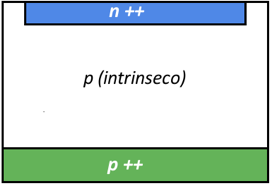 n ++
p (intrinseco)
p ++